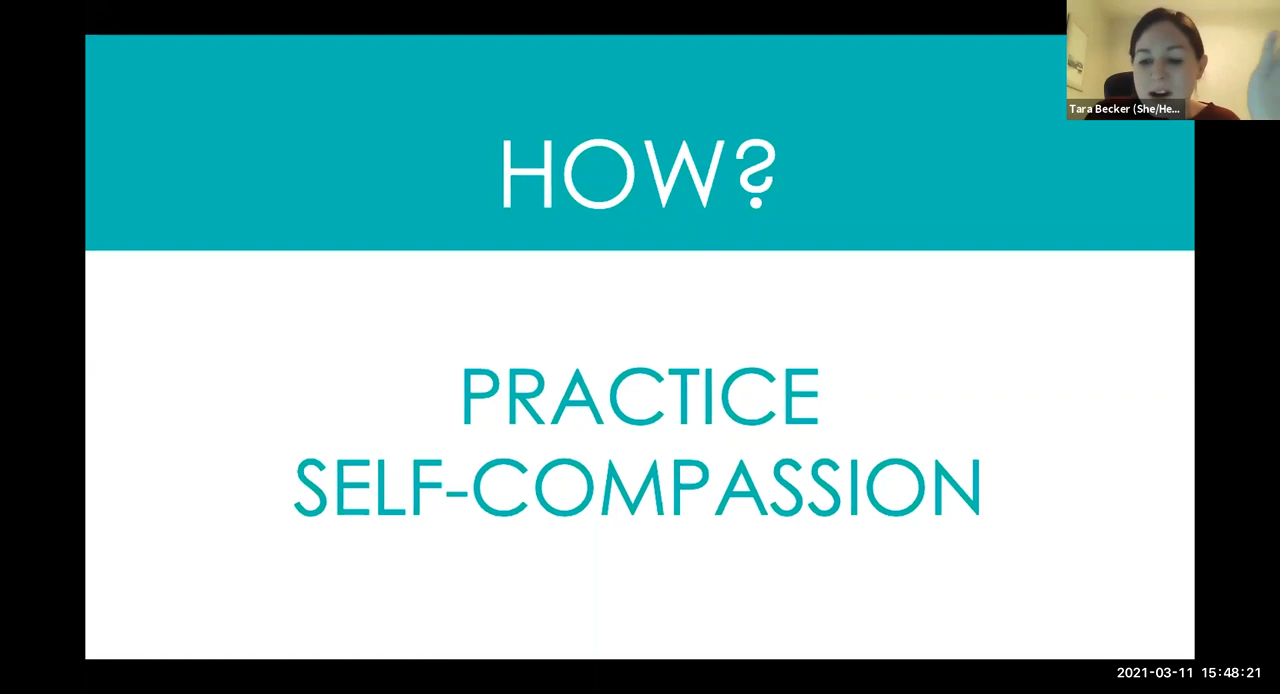 HOW?
Tara Becker (She/He...
PRACTICE
SELF-COMPASSION
2021-03-11 15:48:21